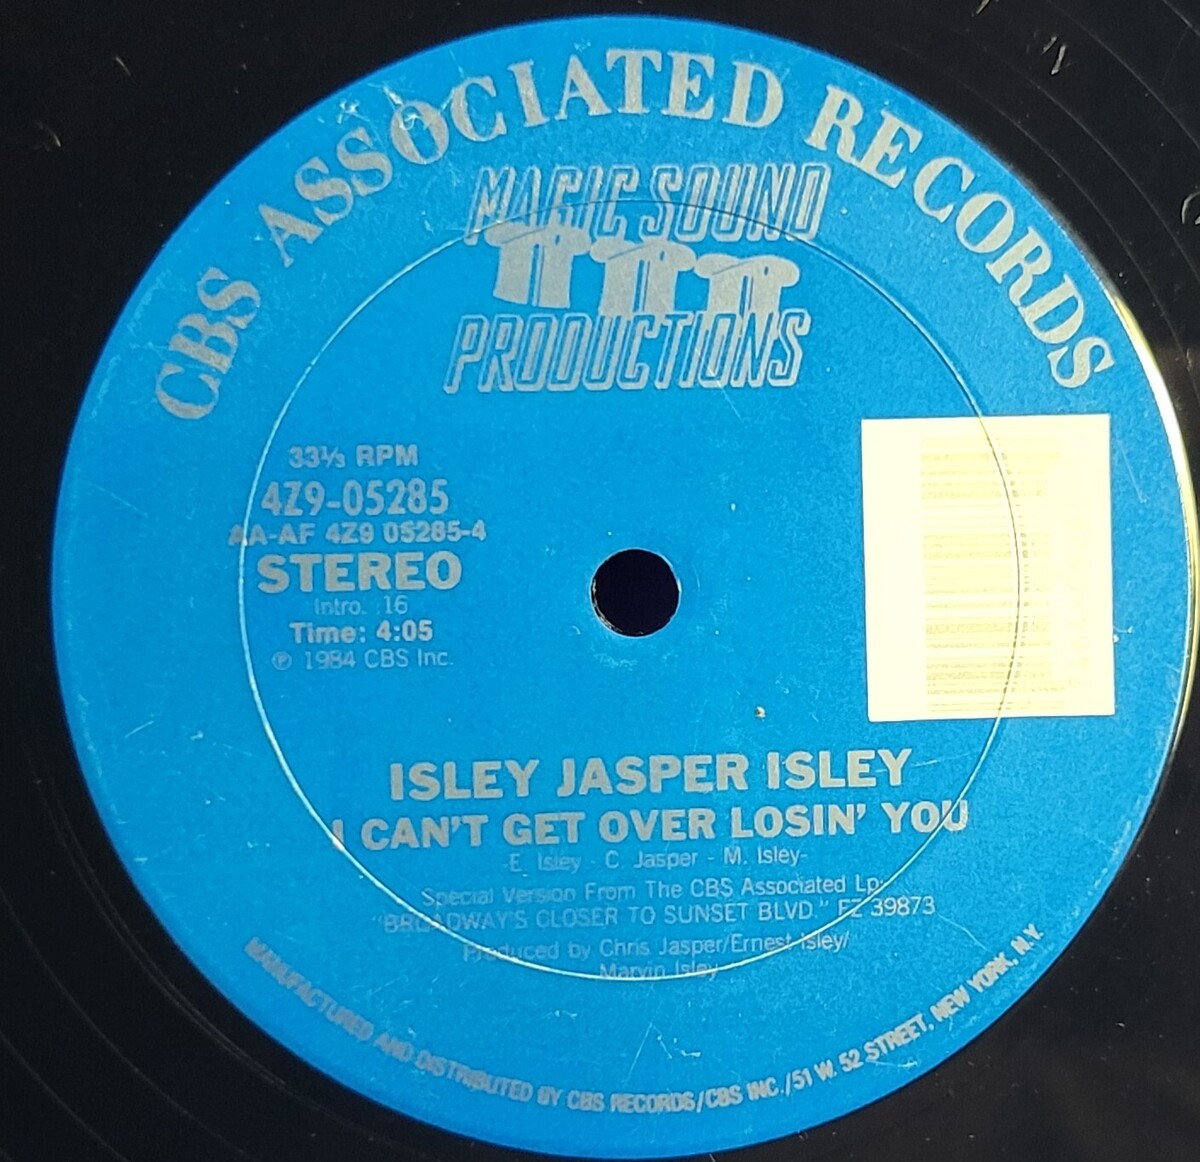 CBS ASSOCIATED RECORDS
MAGIC SOUND
PRODUCTIONS
33⅓ RPM
4Z9-05285
AA-AF 4Z9 05285-4
STEREO
Intro. :16
Time: 4:05
℗ 1984 CBS Inc.
ISLEY JASPER ISLEY
I CAN'T GET OVER LOSIN' YOU
-E. Isley - C. Jasper - M. Isley-
Special Version From The CBS Associated Lp:
"BROADWAY'S CLOSER TO SUNSET BLVD." FZ 39873
Produced by Chris Jasper/Ernest Isley/
Marvin Isley
MANUFACTURED AND DISTRIBUTED BY CBS RECORDS/CBS INC./51 W. 52 STREET, NEW YORK, N.Y.